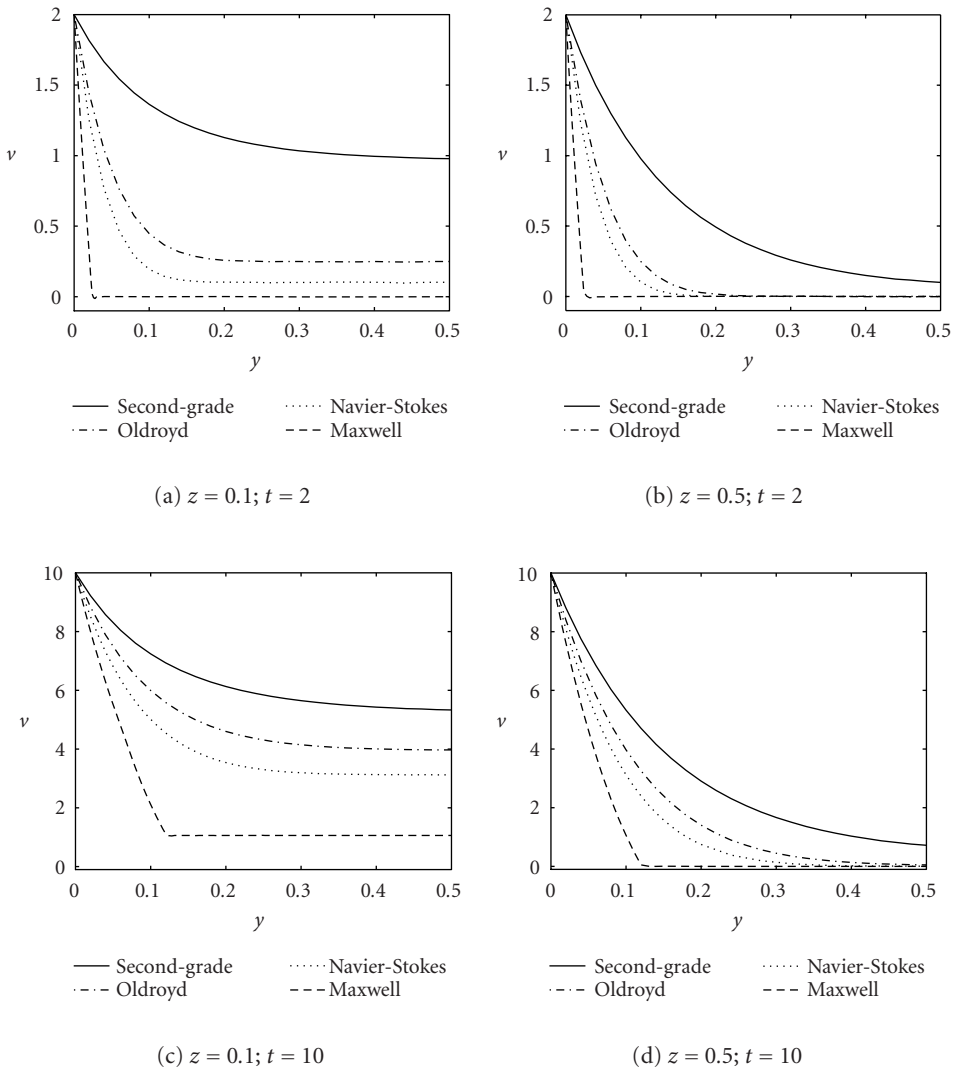 2
1.5
v 1
0.5
0
0 0.1 0.2 0.3 0.4 0.5
y
Second-grade Navier-Stokes
Oldroyd Maxwell
(a) z = 0.1; t = 2
2
1.5
v 1
0.5
0
0 0.1 0.2 0.3 0.4 0.5
y
Second-grade Navier-Stokes
Oldroyd Maxwell
(b) z = 0.5; t = 2
10
8
6
v
4
2
0
0 0.1 0.2 0.3 0.4 0.5
y
Second-grade Navier-Stokes
Oldroyd Maxwell
(c) z = 0.1; t = 10
10
8
6
v
4
2
0
0 0.1 0.2 0.3 0.4 0.5
y
Second-grade Navier-Stokes
Oldroyd Maxwell
(d) z = 0.5; t = 10